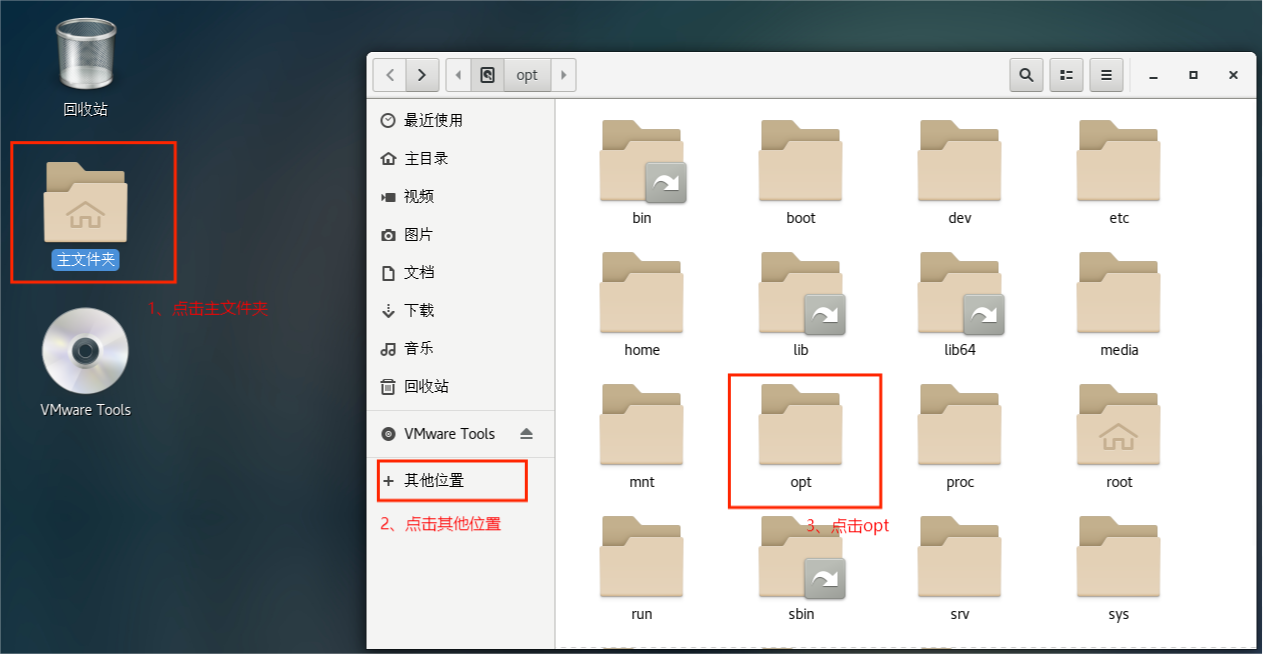 回收站
主文件夹
1、点击主文件夹
VMware Tools
opt
最近使用
主目录
视频
图片
文档
下载
音乐
回收站
VMware Tools
其他位置
2、点击其他位置
bin
boot
dev
etc
home
lib
lib64
media
mnt
opt
proc
root
3、点击opt
run
sbin
srv
sys